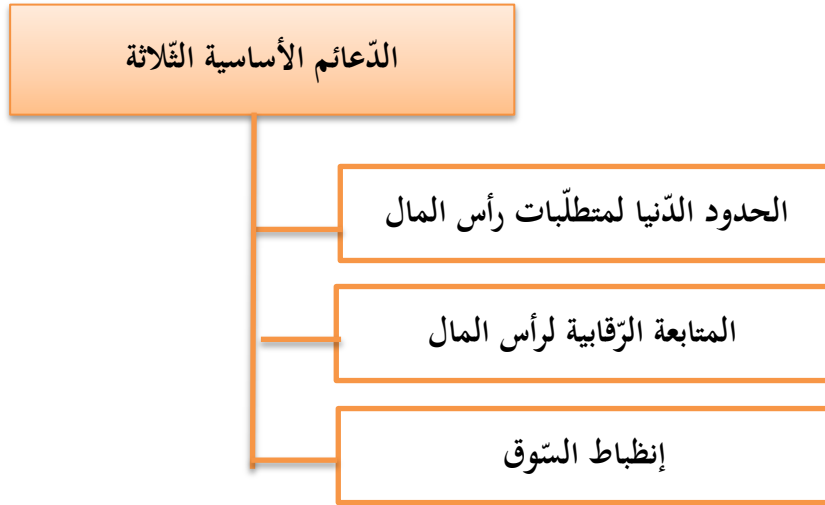 الدّعائم الأساسية الثّلاثة
الحدود الدّنيا لمتطلّبات رأس المال
المتابعة الرّقابية لرأس المال
إنظباط السّوق